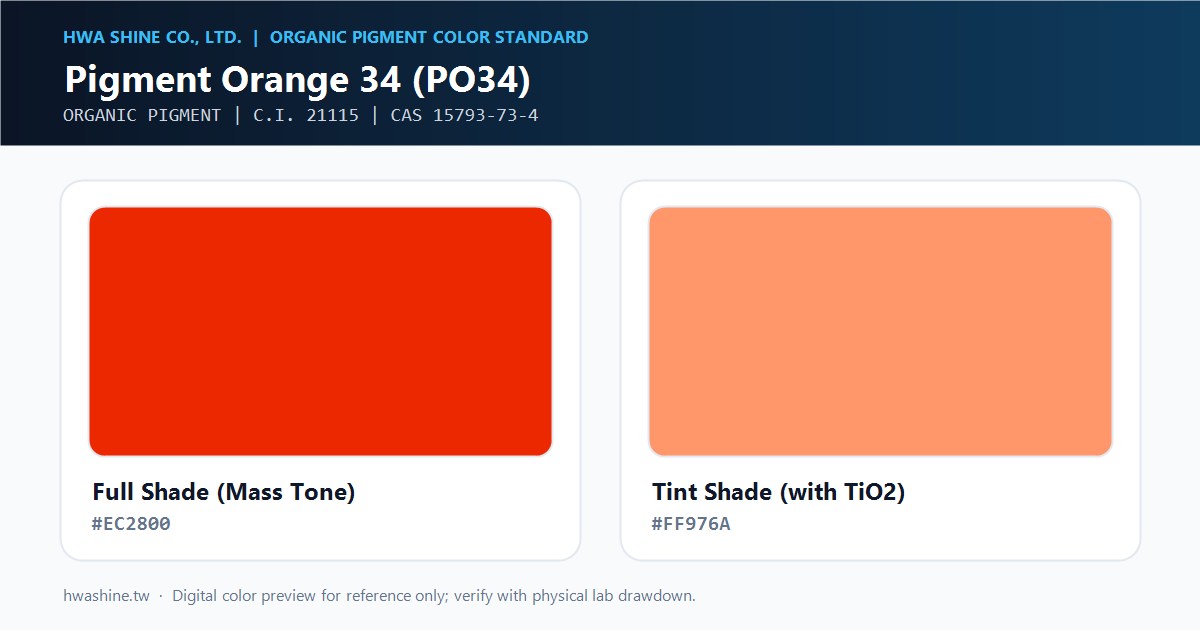 HWA SHINE CO., LTD. | ORGANIC PIGMENT COLOR STANDARD
Pigment Orange 34 (PO34)
ORGANIC PIGMENT | C.I. 21115 | CAS 15793-73-4
Full Shade (Mass Tone)
#EC2800
Tint Shade (with TiO2)
#FF976A
hwashine.tw · Digital color preview for reference only; verify with physical lab drawdown.